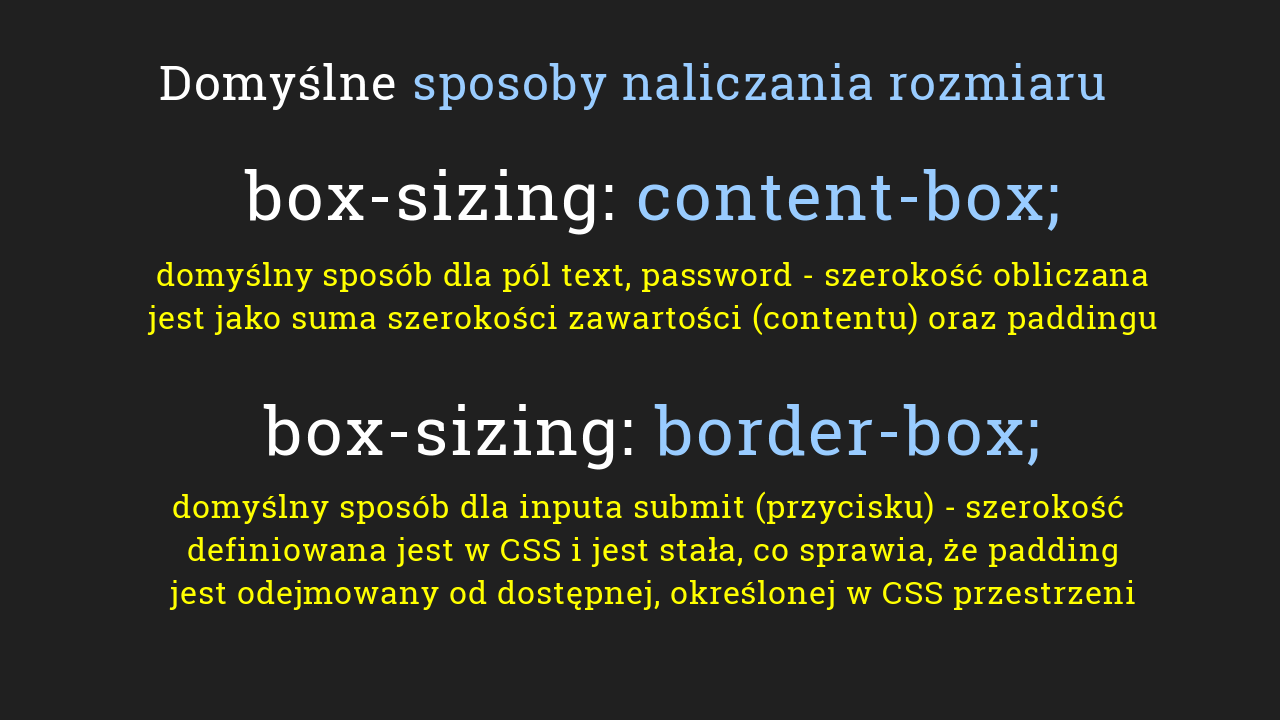 Domyślne sposoby naliczania rozmiaru
box-sizing: content-box;
domyślny sposób dla pól text, password - szerokość obliczana
jest jako suma szerokości zawartości (contentu) oraz paddingu
box-sizing: border-box;
domyślny sposób dla inputa submit (przycisku) - szerokość
definiowana jest w CSS i jest stała, co sprawia, że padding
jest odejmowany od dostępnej, określonej w CSS przestrzeni